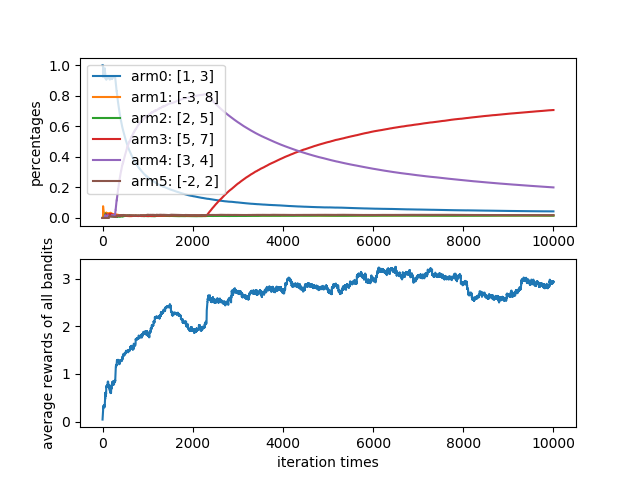 percentages
1.0
0.8
0.6
0.4
0.2
0.0
arm0: [1, 3]
arm1: [-3, 8]
arm2: [2, 5]
arm3: [5, 7]
arm4: [3, 4]
arm5: [-2, 2]
0 2000 4000 6000 8000 10000
average rewards of all bandits
3
2
1
0
0 2000 4000 6000 8000 10000
iteration times